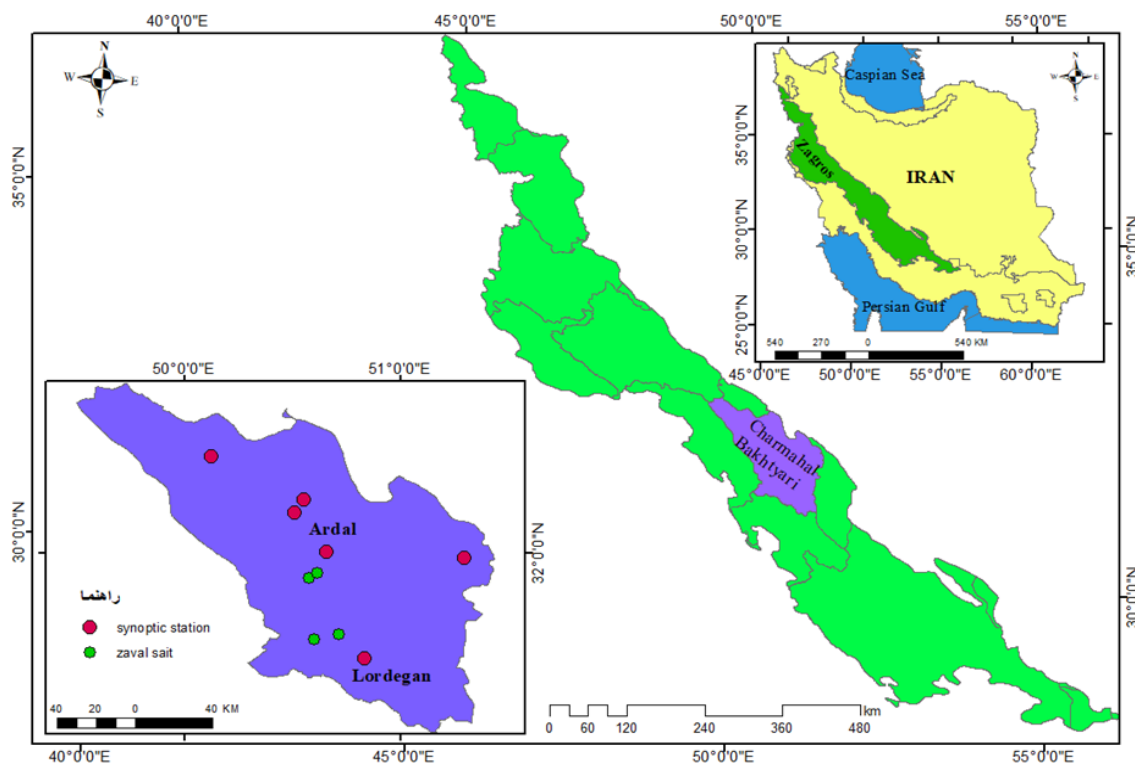 40°0'0"E 45°0'0"E 50°0'0"E 55°0'0"E
N
W E
S
35°0'0"N
30°0'0"N
35°0'0"N
30°0'0"N
Charmahal
Bakhtyari
0 30 60 120 240 360 480
km
40°0'0"E 45°0'0"E 50°0'0"E 55°0'0"E
N
W E
S
Caspian Sea
Zagros
IRAN
Persian Gulf
35°0'0"N
30°0'0"N
25°0'0"N
540 270 0 540 KM
45°0'0"E 50°0'0"E 55°0'0"E 60°0'0"E
50°0'0"E 51°0'0"E
32°0'0"N
Ardal
Lordegan
راهنما
synoptic station
zaval sait
40 20 0 40 KM